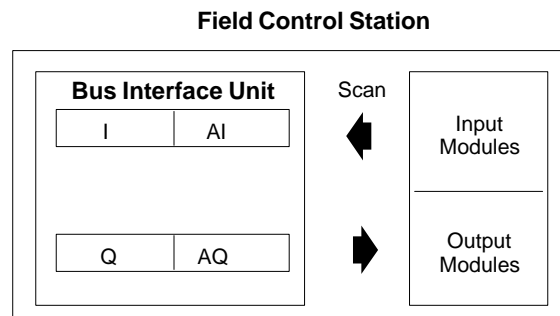 Field Control Station
Bus Interface Unit
Scan
I AI
Input
Modules
Q AQ
Output
Modules